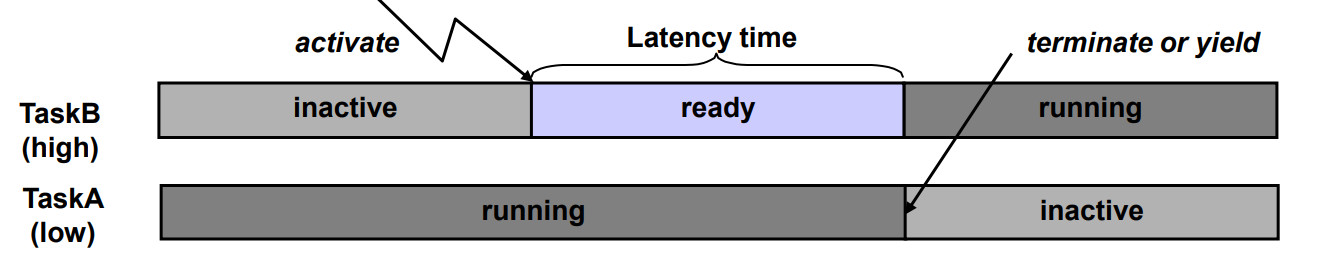 activate
Latency time
terminate or yield
TaskB
(high)
inactive
ready
running
TaskA
(low)
running
inactive